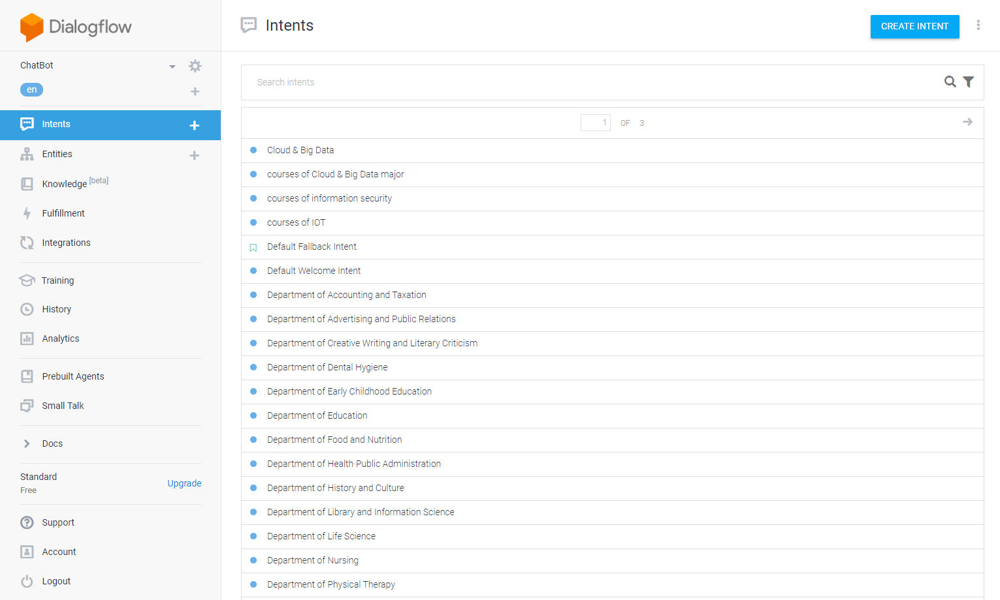 Dialogflow
ChatBot
en
Intents
Entities
Knowledge [beta]
Fulfillment
Integrations
Training
History
Analytics
Prebuilt Agents
Small Talk
Docs
Standard
Free
Upgrade
Support
Account
Logout
Intents
CREATE INTENT
Search intents
1 OF 3
Cloud & Big Data
courses of Cloud & Big Data major
courses of information security
courses of IOT
Default Fallback Intent
Default Welcome Intent
Department of Accounting and Taxation
Department of Advertising and Public Relations
Department of Creative Writing and Literary Criticism
Department of Dental Hygiene
Department of Early Childhood Education
Department of Education
Department of Food and Nutrition
Department of Health·Public Administration
Department of History and Culture
Department of Library and Information Science
Department of Life Science
Department of Nursing
Department of Physical Therapy